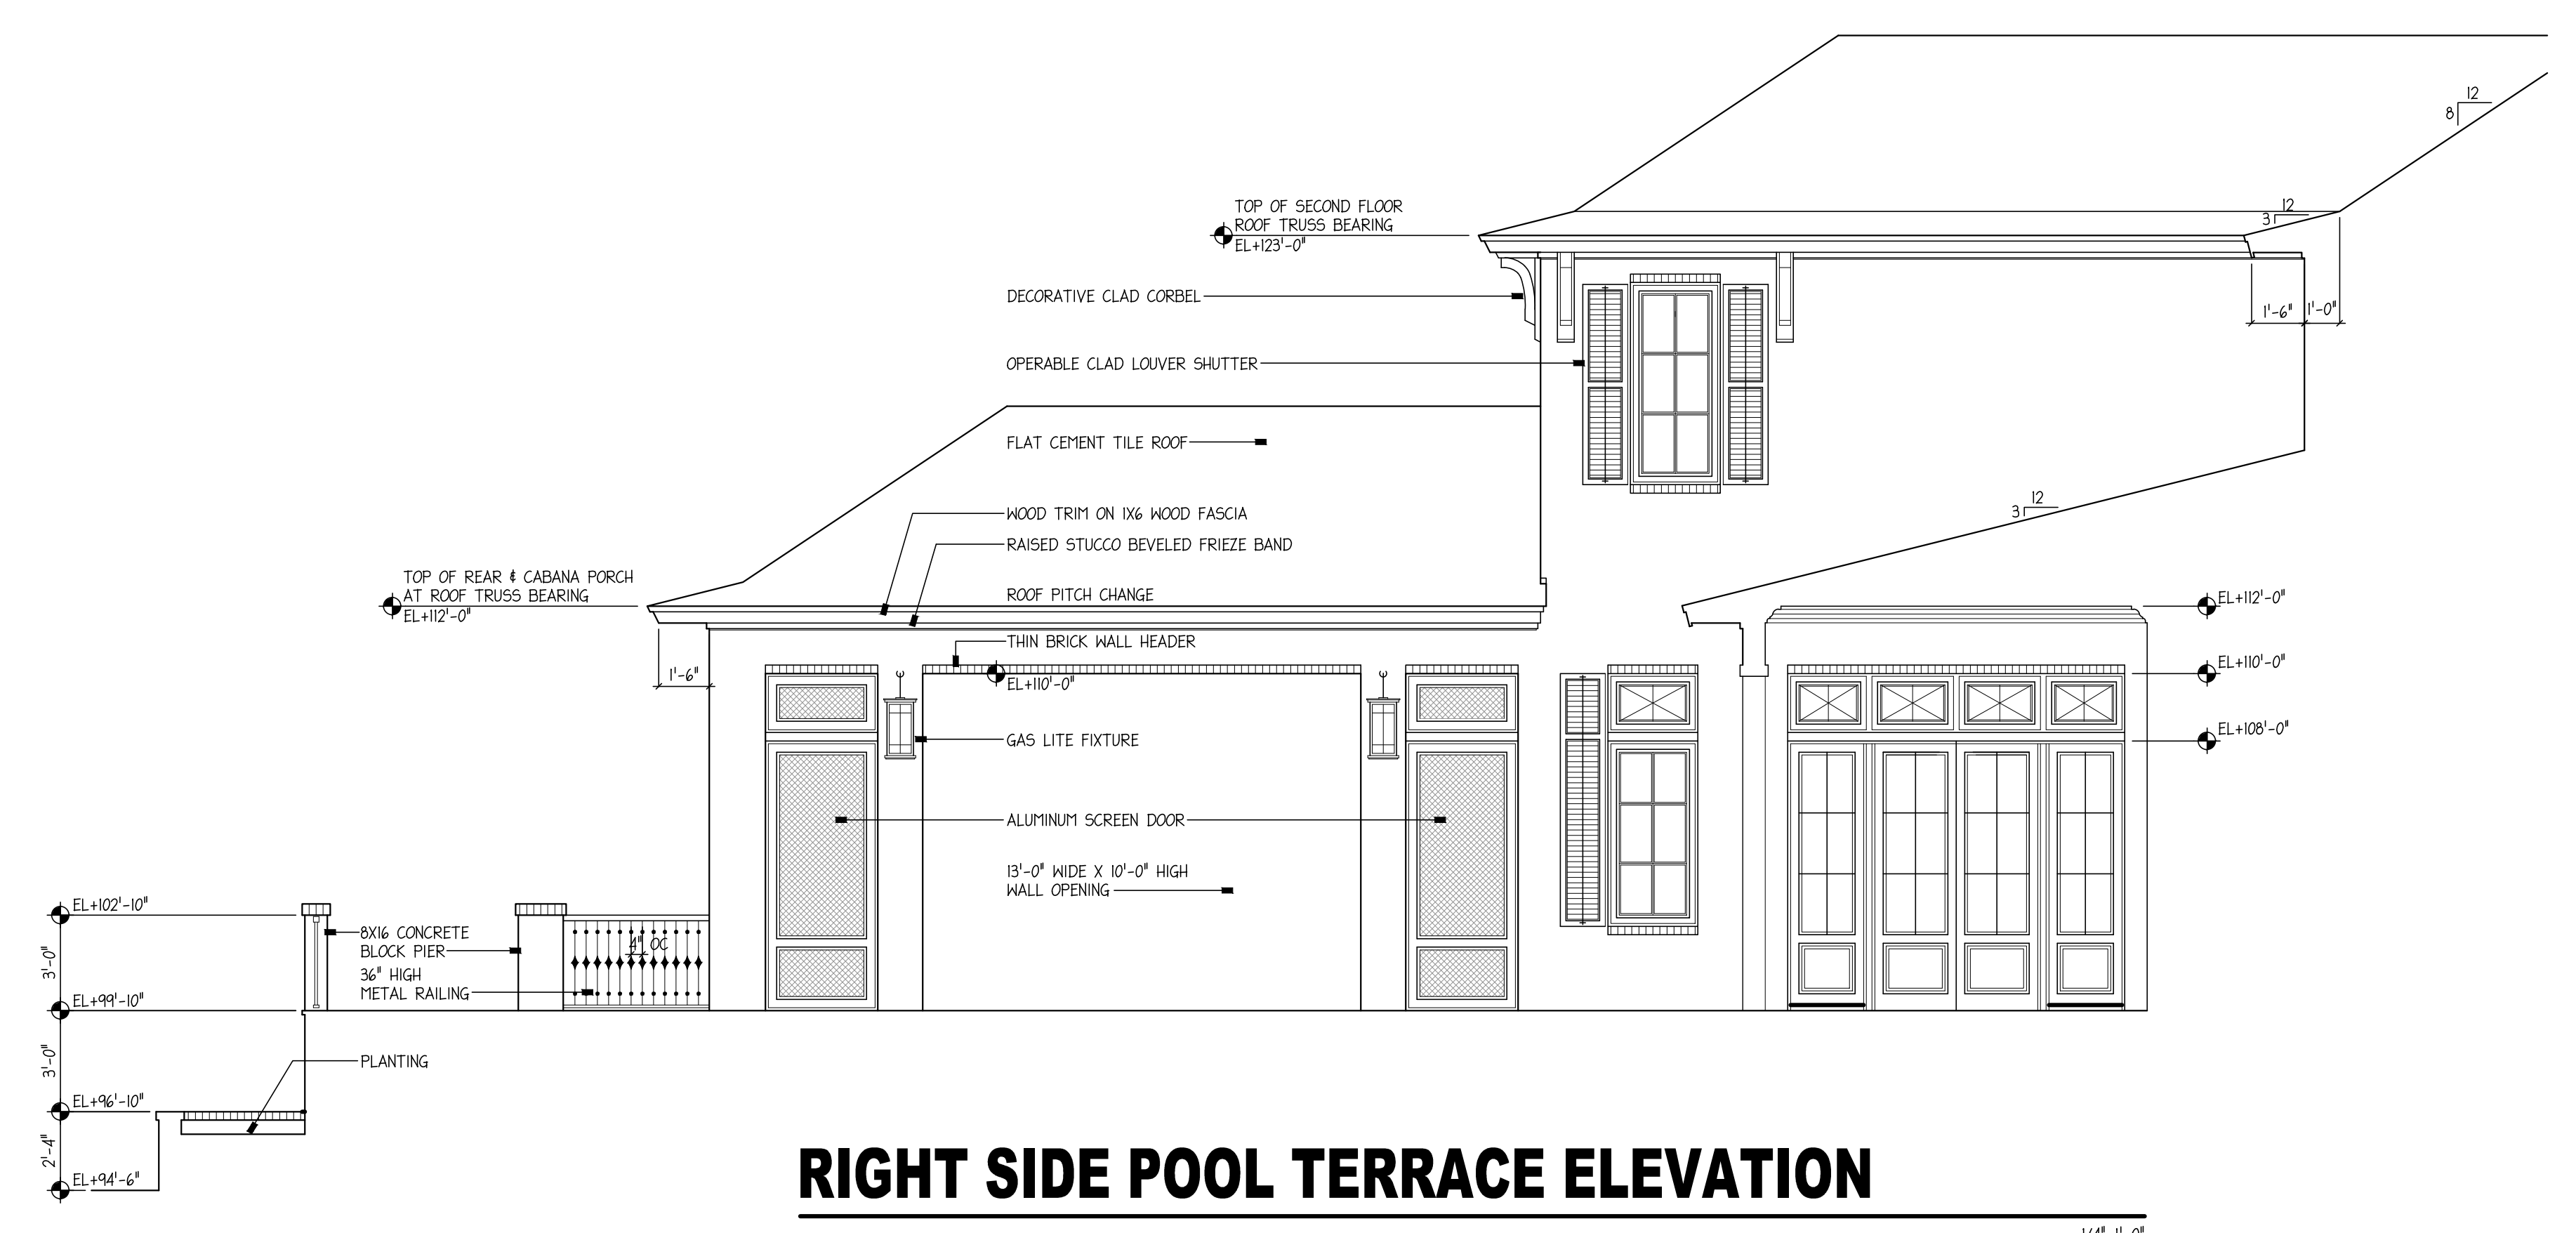 12
8
12
3
TOP OF SECOND FLOOR
ROOF TRUSS BEARING
EL+123'-0"
DECORATIVE CLAD CORBEL
1'-6"
1'-0"
OPERABLE CLAD LOUVER SHUTTER
FLAT CEMENT TILE ROOF
12
3
WOOD TRIM ON 1X6 WOOD FASCIA
RAISED STUCCO BEVELED FRIEZE BAND
TOP OF REAR & CABANA PORCH
AT ROOF TRUSS BEARING
EL+112'-0"
ROOF PITCH CHANGE
EL+112'-0"
THIN BRICK WALL HEADER
1'-6"
EL+110'-0"
EL+110'-0"
GAS LITE FIXTURE
EL+108'-0"
ALUMINUM SCREEN DOOR
13'-0" WIDE X 10'-0" HIGH
WALL OPENING
EL+102'-10"
8X16 CONCRETE
BLOCK PIER
4" OC
3'-0"
36" HIGH
METAL RAILING
EL+99'-10"
3'-0"
PLANTING
EL+96'-10"
2'-4"
EL+94'-6"
RIGHT SIDE POOL TERRACE ELEVATION